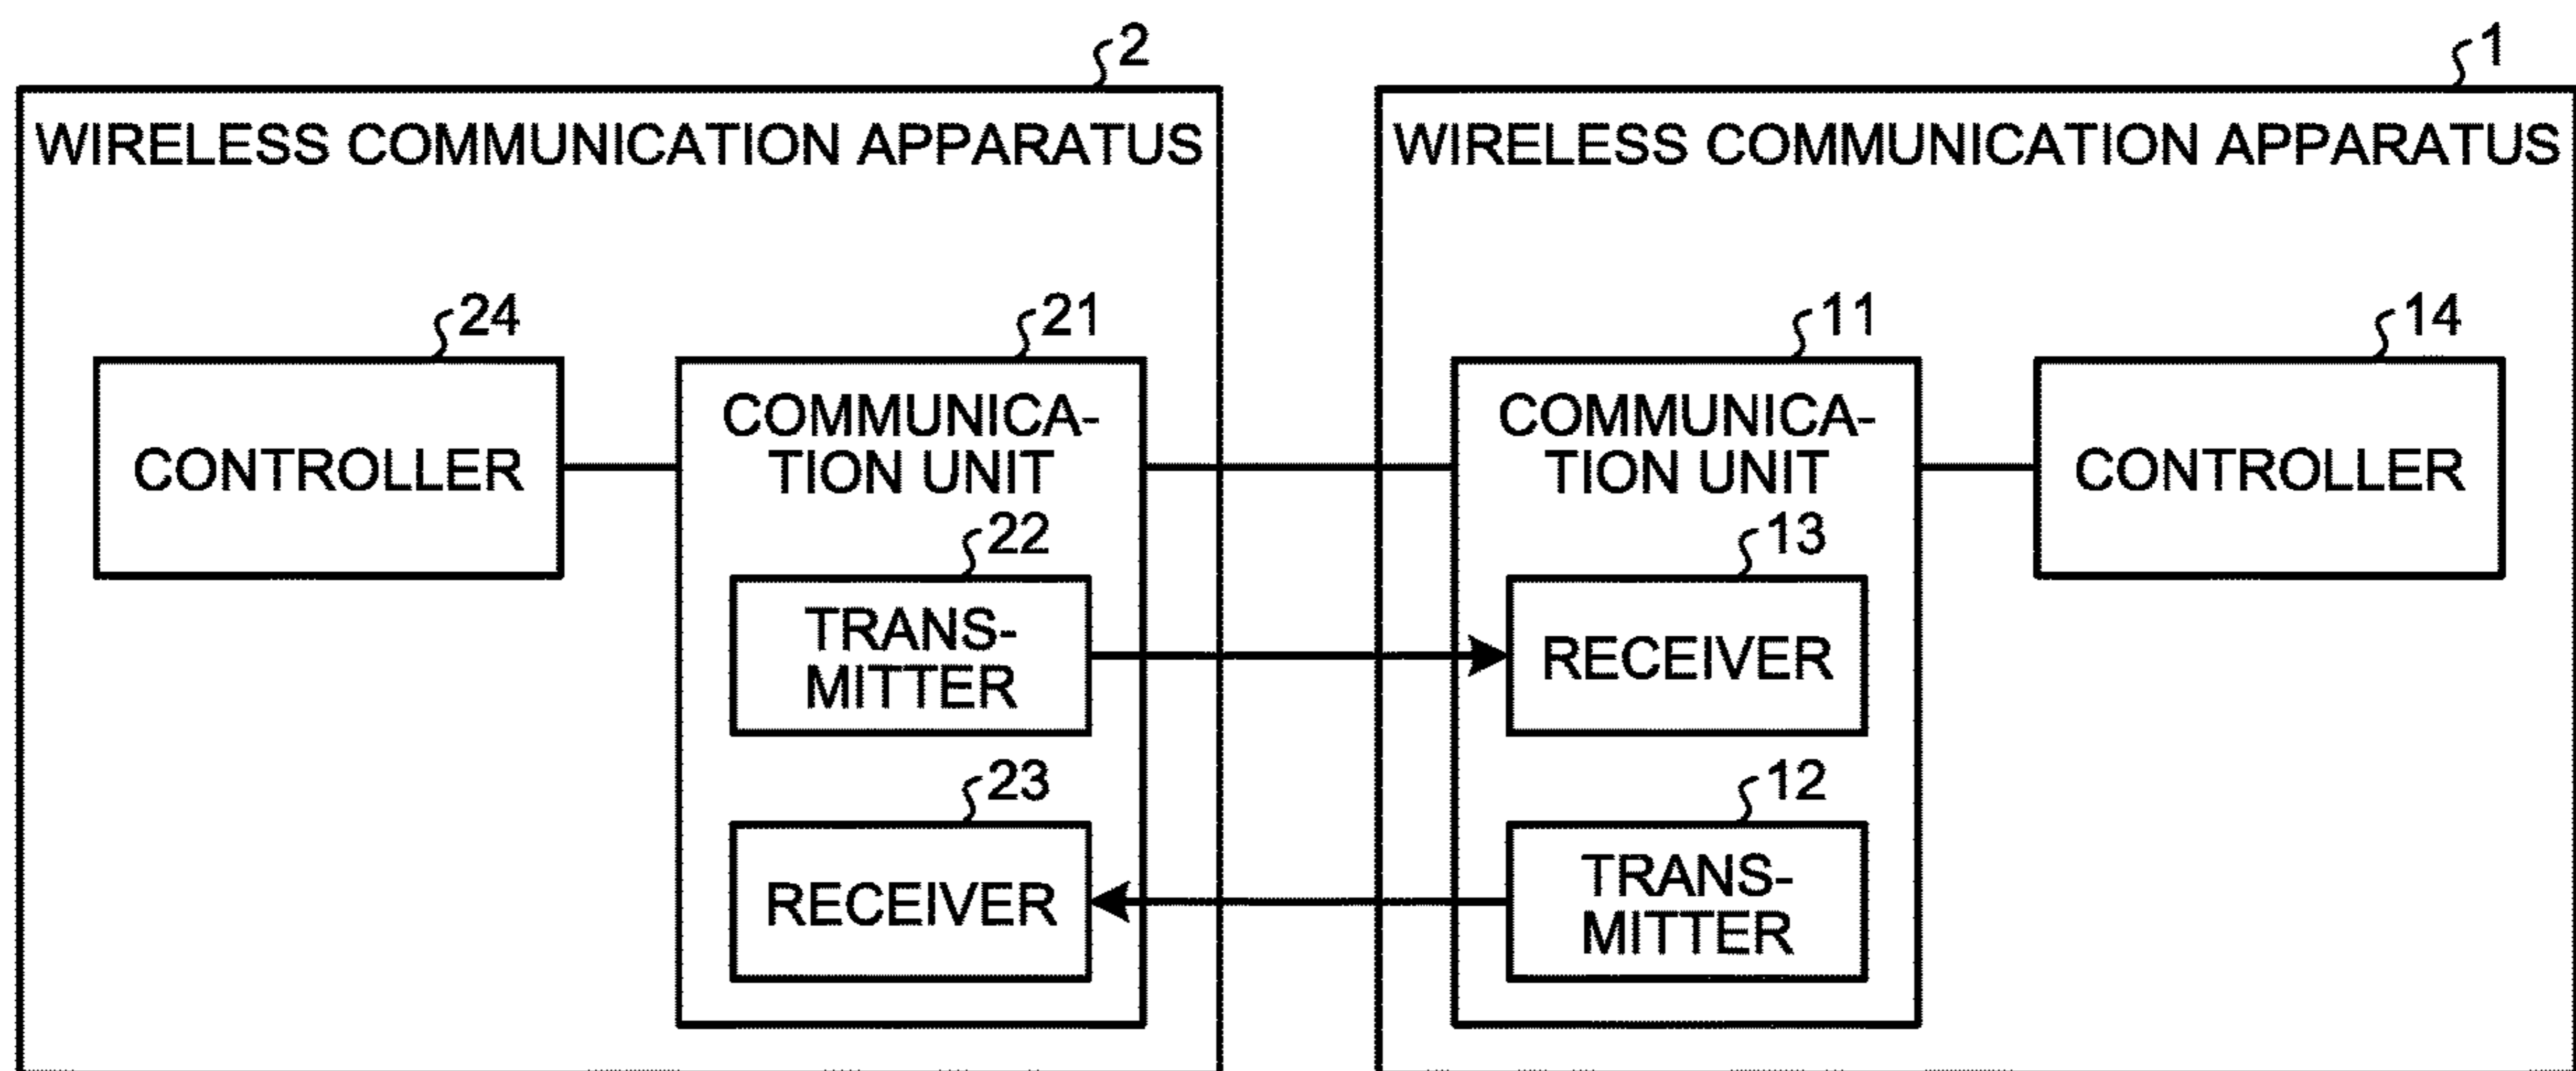 2
1
WIRELESS COMMUNICATION APPARATUS
WIRELESS COMMUNICATION APPARATUS
24
21
11
14
CONTROLLER
COMMUNICA-
TION UNIT
COMMUNICA-
TION UNIT
CONTROLLER
22
13
TRANS-
MITTER
RECEIVER
23
12
RECEIVER
TRANS-
MITTER